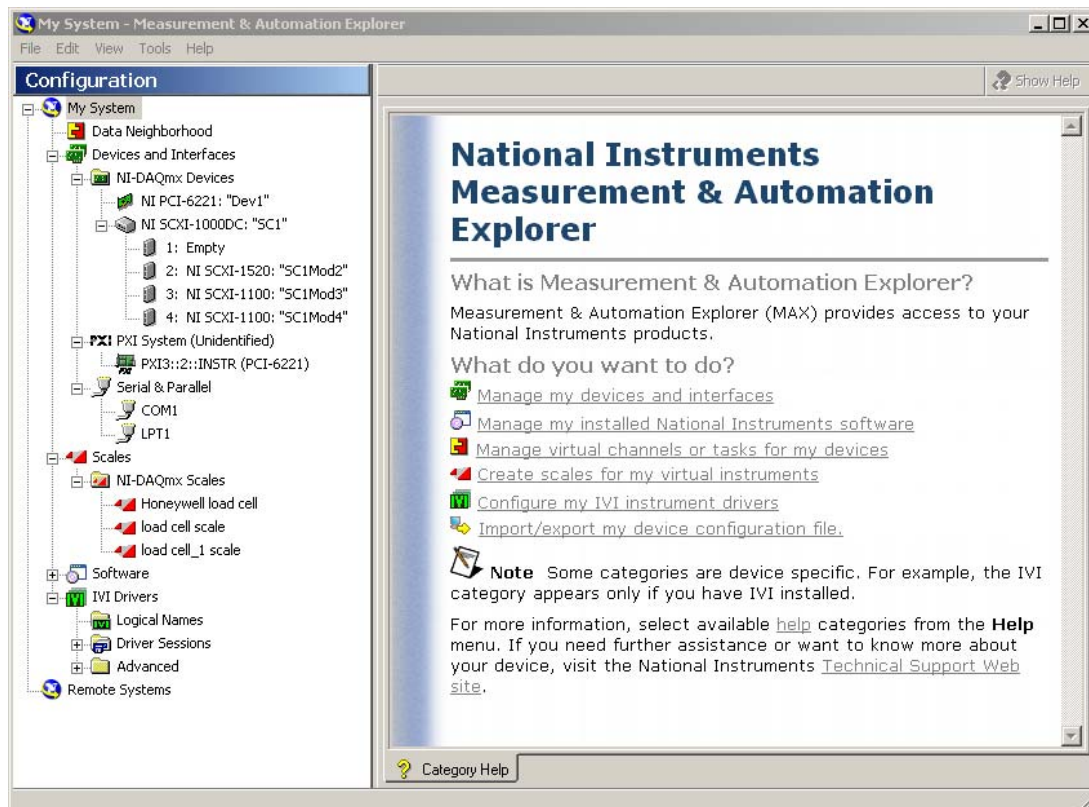 My System - Measurement & Automation Explorer
File Edit View Tools Help
Configuration
Show Help
My System
Data Neighborhood
Devices and Interfaces
NI-DAQmx Devices
NI PCI-6221: "Dev1"
NI SCXI-1000DC: "SC1"
1: Empty
2: NI SCXI-1520: "SC1Mod2"
3: NI SCXI-1100: "SC1Mod3"
4: NI SCXI-1100: "SC1Mod4"
PXI PXI System (Unidentified)
PXI3::2::INSTR (PCI-6221)
Serial & Parallel
COM1
LPT1
Scales
NI-DAQmx Scales
Honeywell load cell
load cell scale
load cell_1 scale
Software
IVI Drivers
Logical Names
Driver Sessions
Advanced
Remote Systems
National Instruments
Measurement & Automation
Explorer
What is Measurement & Automation Explorer?
Measurement & Automation Explorer (MAX) provides access to your
National Instruments products.
What do you want to do?
Manage my devices and interfaces
Manage my installed National Instruments software
Manage virtual channels or tasks for my devices
Create scales for my virtual instruments
Configure my IVI instrument drivers
Import/export my device configuration file.
Note Some categories are device specific. For example, the IVI
category appears only if you have IVI installed.
For more information, select available help categories from the Help
menu. If you need further assistance or want to know more about
your device, visit the National Instruments Technical Support Web
site.
Category Help